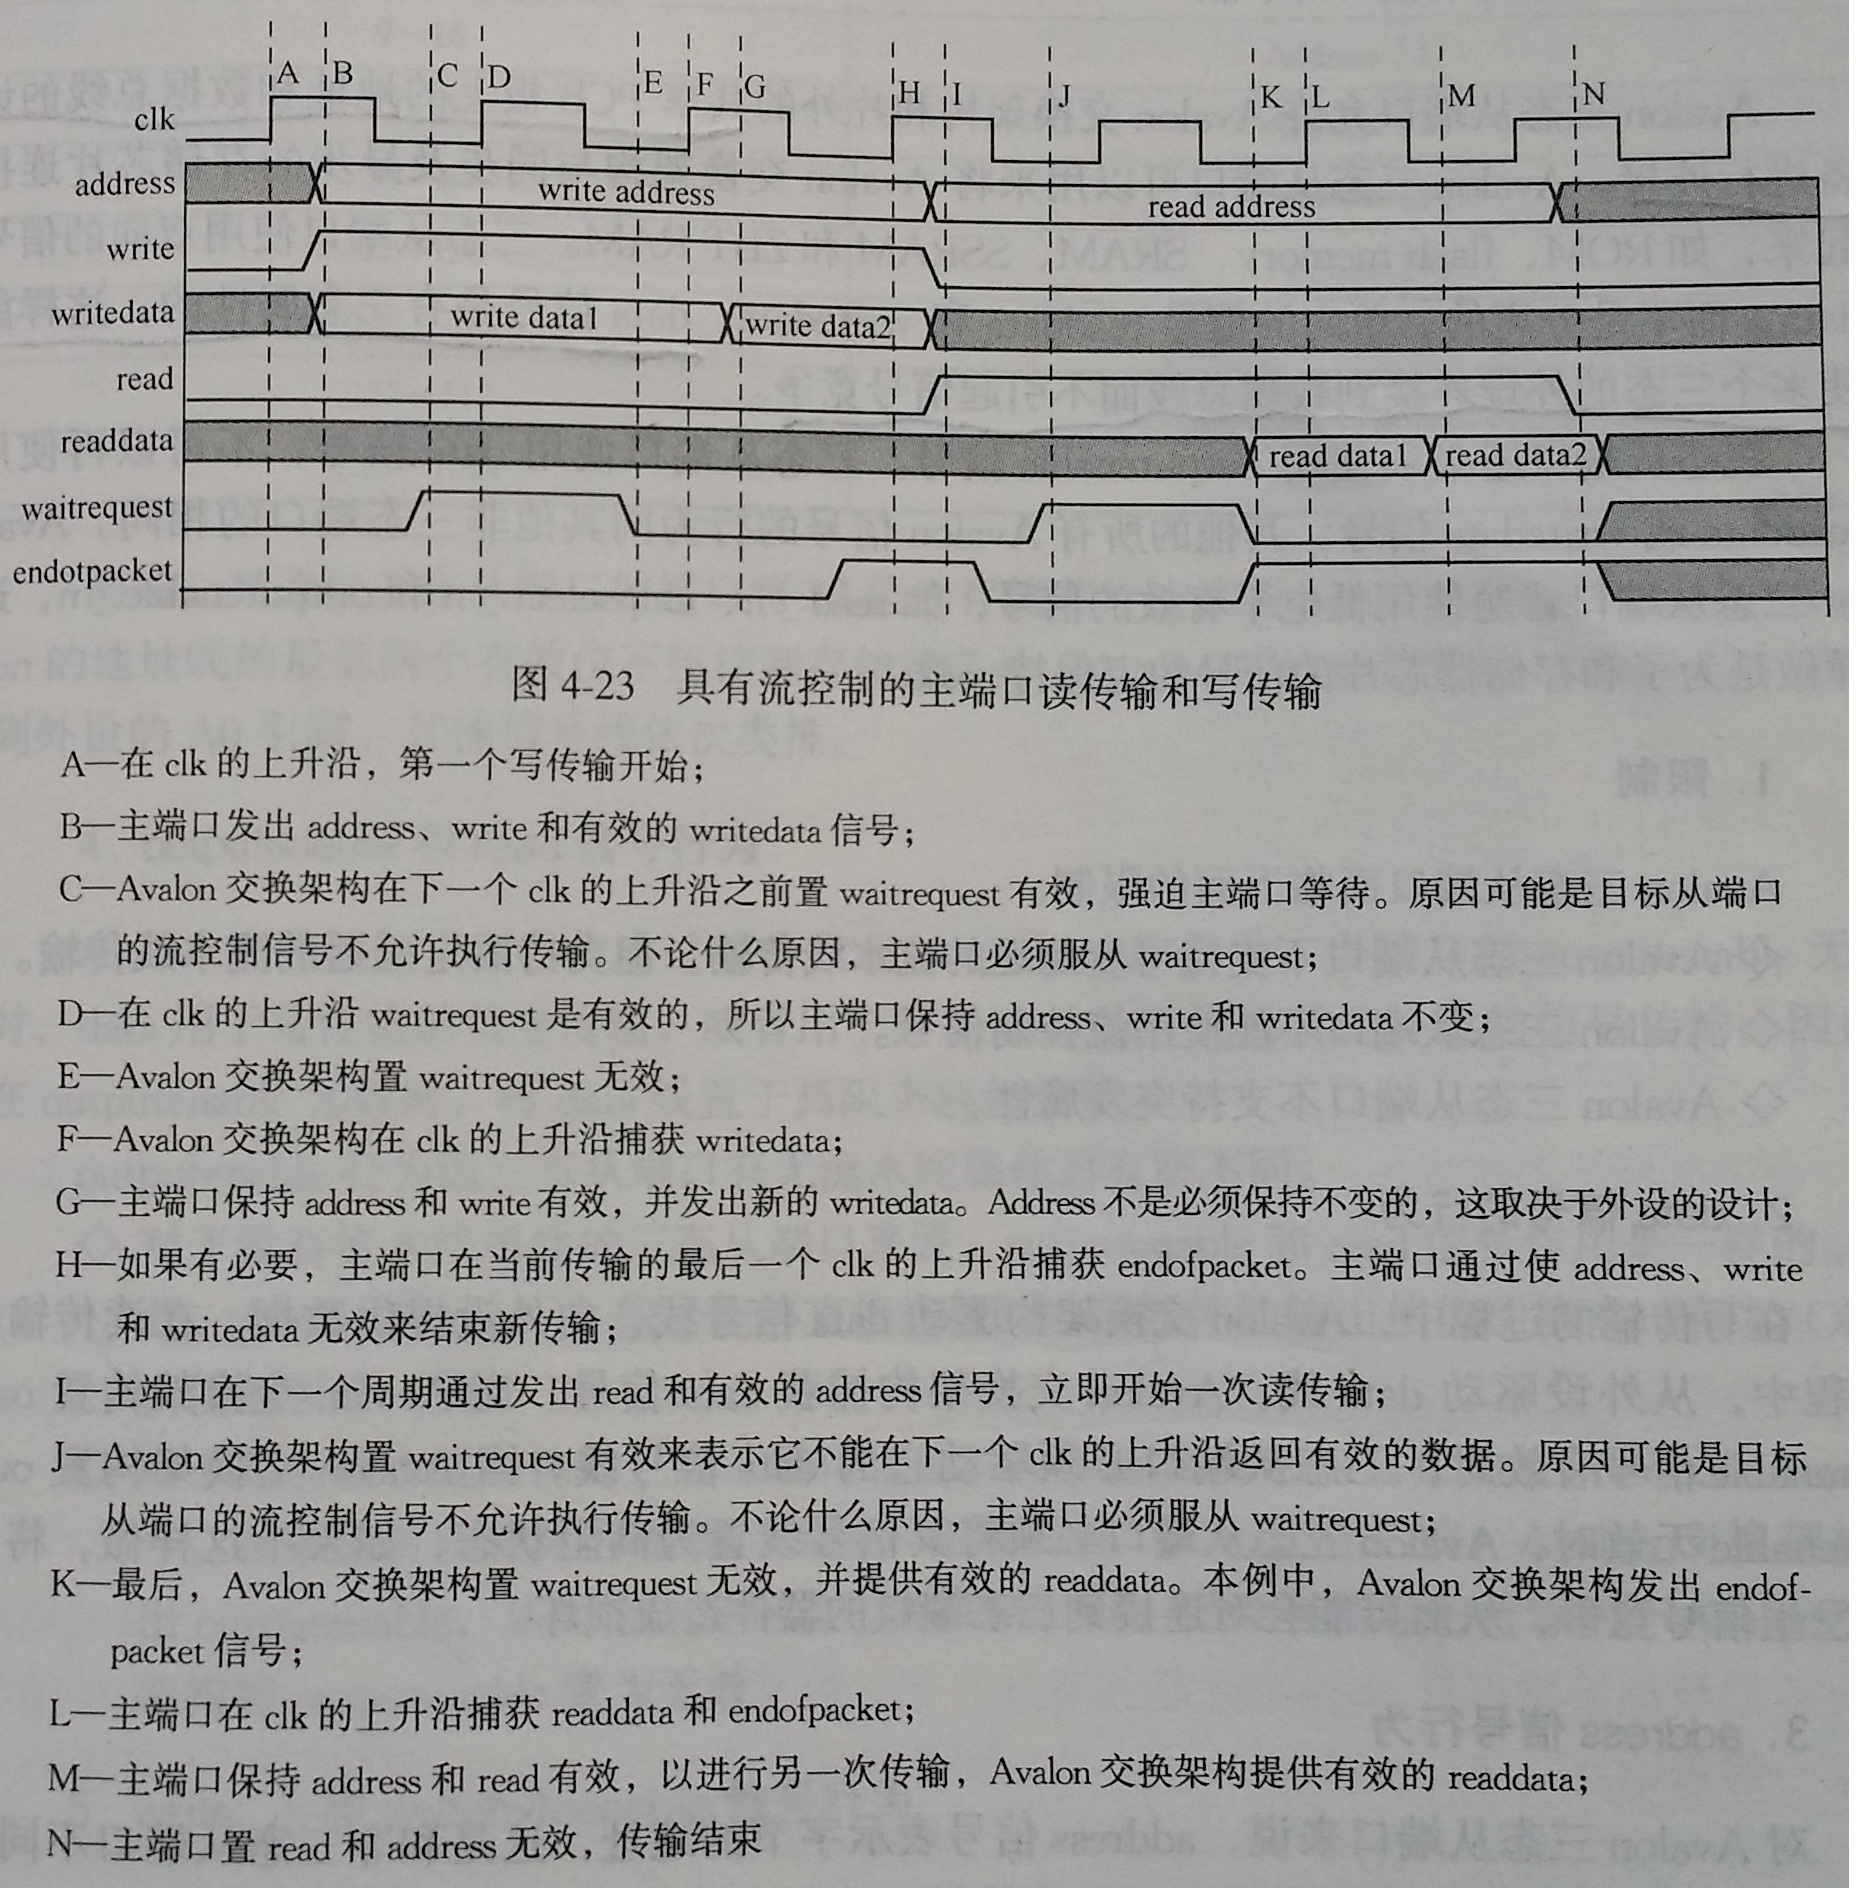 A B C D E F G H I J K L M N
clk
address
write address
read address
write
writedata
write data1
write data2
read
readdata
read data1
read data2
waitrequest
endotpacket
图 4-23 具有流控制的主端口读传输和写传输
A—在 clk 的上升沿，第一个写传输开始；
B—主端口发出 address、write 和有效的 writedata 信号；
C—Avalon 交换架构在下一个 clk 的上升沿之前置 waitrequest 有效，强迫主端口等待。原因可能是目标从端口
的流控制信号不允许执行传输。不论什么原因，主端口必须服从 waitrequest；
D—在 clk 的上升沿 waitrequest 是有效的，所以主端口保持 address、write 和 writedata 不变；
E—Avalon 交换架构置 waitrequest 无效；
F—Avalon 交换架构在 clk 的上升沿捕获 writedata；
G—主端口保持 address 和 write 有效，并发出新的 writedata。Address 不是必须保持不变的，这取决于外设的设计；
H—如果有必要，主端口在当前传输的最后一个 clk 的上升沿捕获 endofpacket。主端口通过使 address、write
和 writedata 无效来结束新传输；
I—主端口在下一个周期通过发出 read 和有效的 address 信号，立即开始一次读传输；
J—Avalon 交换架构置 waitrequest 有效来表示它不能在下一个 clk 的上升沿返回有效的数据。原因可能是目标
从端口的流控制信号不允许执行传输。不论什么原因，主端口必须服从 waitrequest；
K—最后，Avalon 交换架构置 waitrequest 无效，并提供有效的 readdata。本例中，Avalon 交换架构发出 endof-
packet 信号；
L—主端口在 clk 的上升沿捕获 readdata 和 endofpacket；
M—主端口保持 address 和 read 有效，以进行另一次传输，Avalon 交换架构提供有效的 readdata；
N—主端口置 read 和 address 无效，传输结束